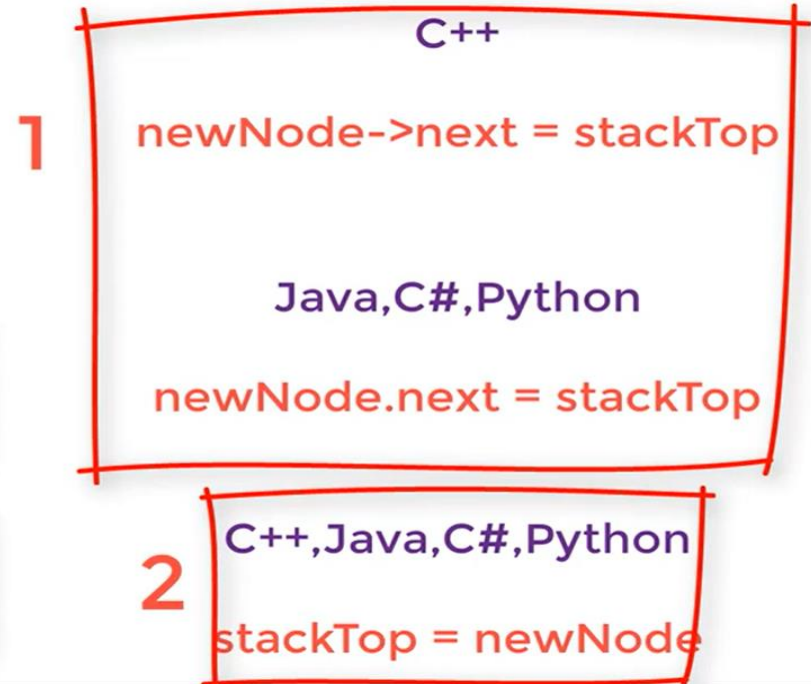 C++
1
newNode->next = stackTop
Java,C#,Python
newNode.next = stackTop
C++,Java,C#,Python
2
stackTop = newNode